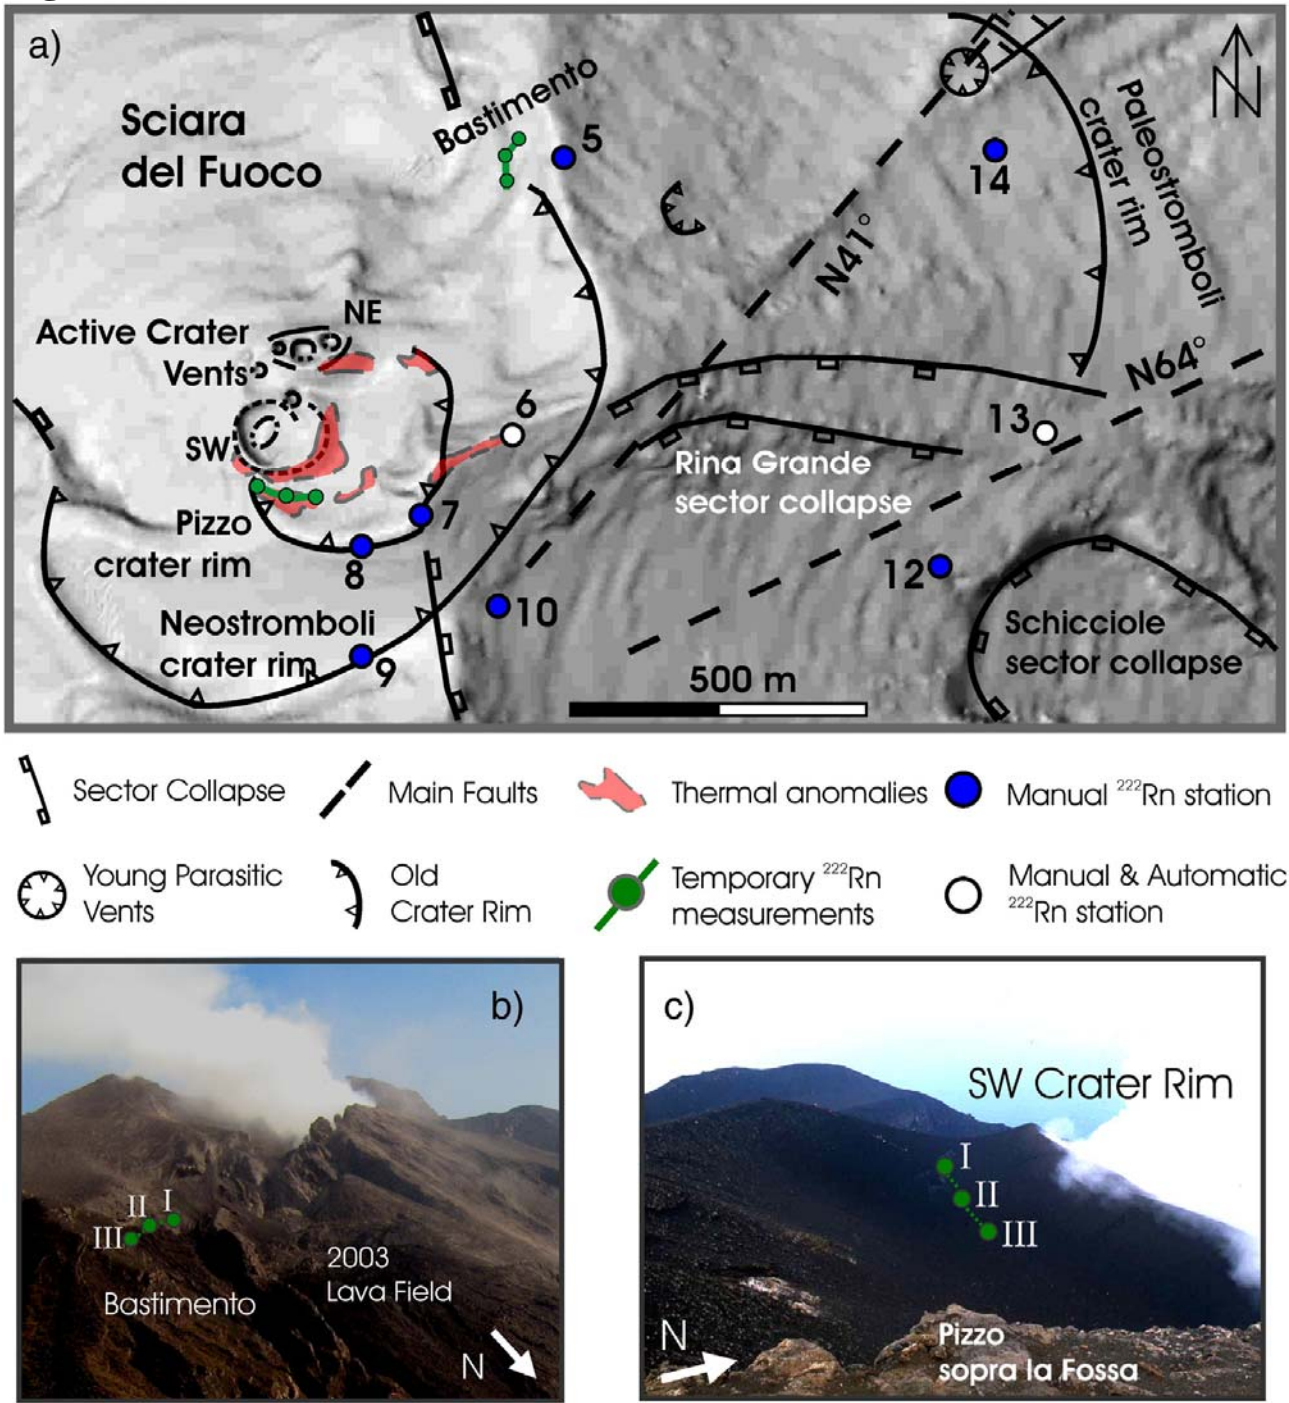 a)
Sciara
del Fuoco
Bastimento
5
14
Paleostromboli
crater rim
N
N41°
N64°
NE
Active Crater
Vents
SW
6
13
Rina Grande
sector collapse
Pizzo
crater rim
7
8
12
10
Neostromboli
crater rim
9
Schicciole
sector collapse
500 m
Sector Collapse
Main Faults
Thermal anomalies
Manual ²²²Rn station
Young Parasitic
Vents
Old
Crater Rim
Temporary ²²²Rn
measurements
Manual & Automatic
²²²Rn station
b)
I
II
III
2003
Lava Field
Bastimento
N
c)
SW Crater Rim
I
II
III
N
Pizzo
sopra la Fossa